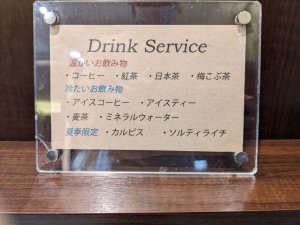 Drink Service
温かいお飲み物
・コーヒー ・紅茶 ・日本茶 ・梅こぶ茶
冷たいお飲み物
・アイスコーヒー ・アイスティー
・麦茶 ・ミネラルウォーター
夏季限定 ・カルピス ・ソルティライチ